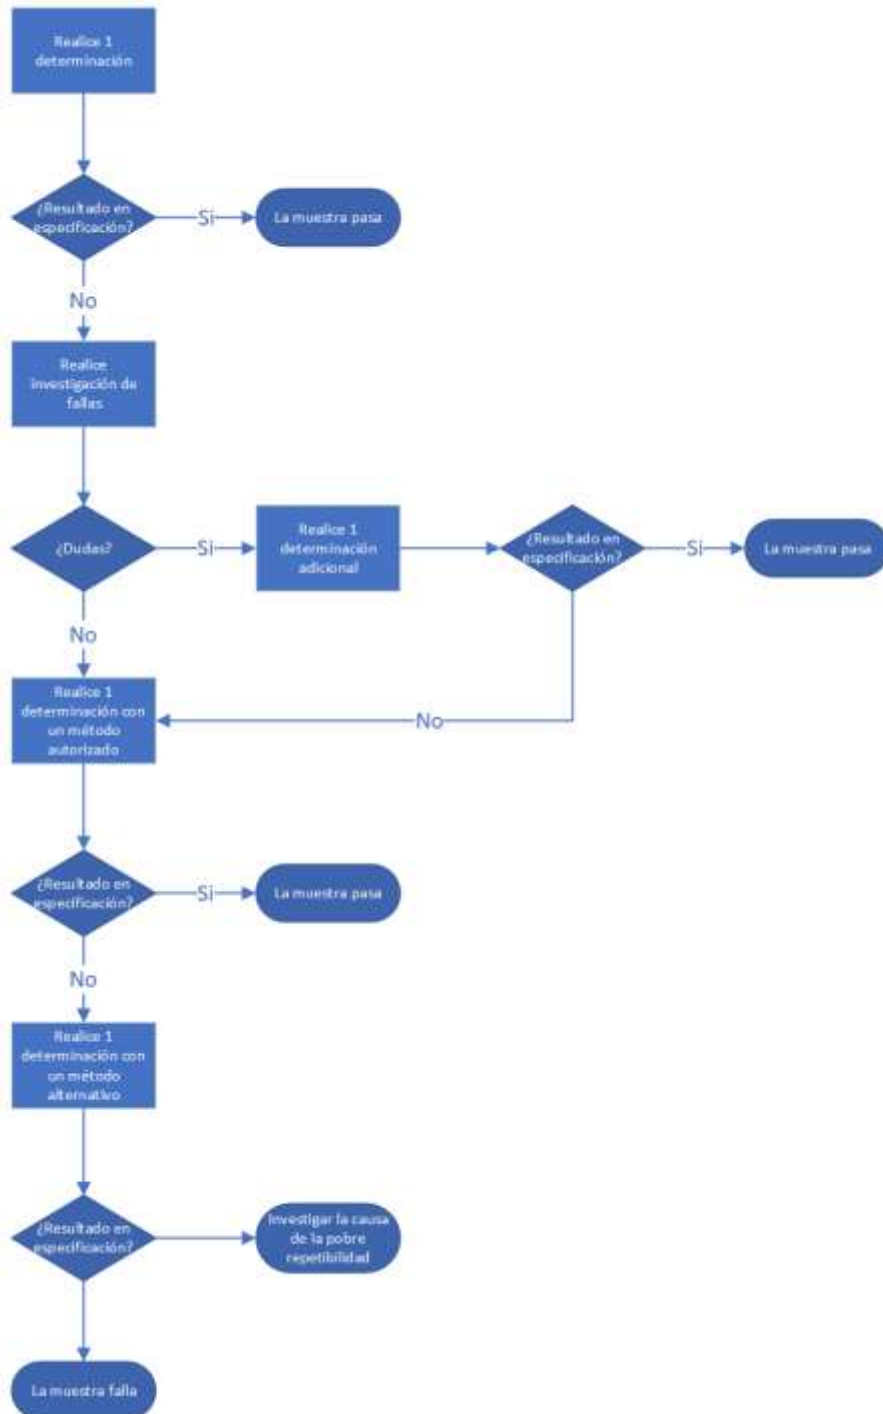 Realice 1
determinación
¿Resultado en
especificación?
Si
La muestra pasa
No
Realice
investigación de
fallas
¿Dudas?
Si
Realice 1
determinación
adicional
¿Resultado en
especificación?
Si
La muestra pasa
No
Realice 1
determinación con
un método
autorizado
No
¿Resultado en
especificación?
Si
La muestra pasa
No
Realice 1
determinación con
un método
alternativo
¿Resultado en
especificación?
Investigar la causa
de la pobre
repetibilidad
La muestra falla